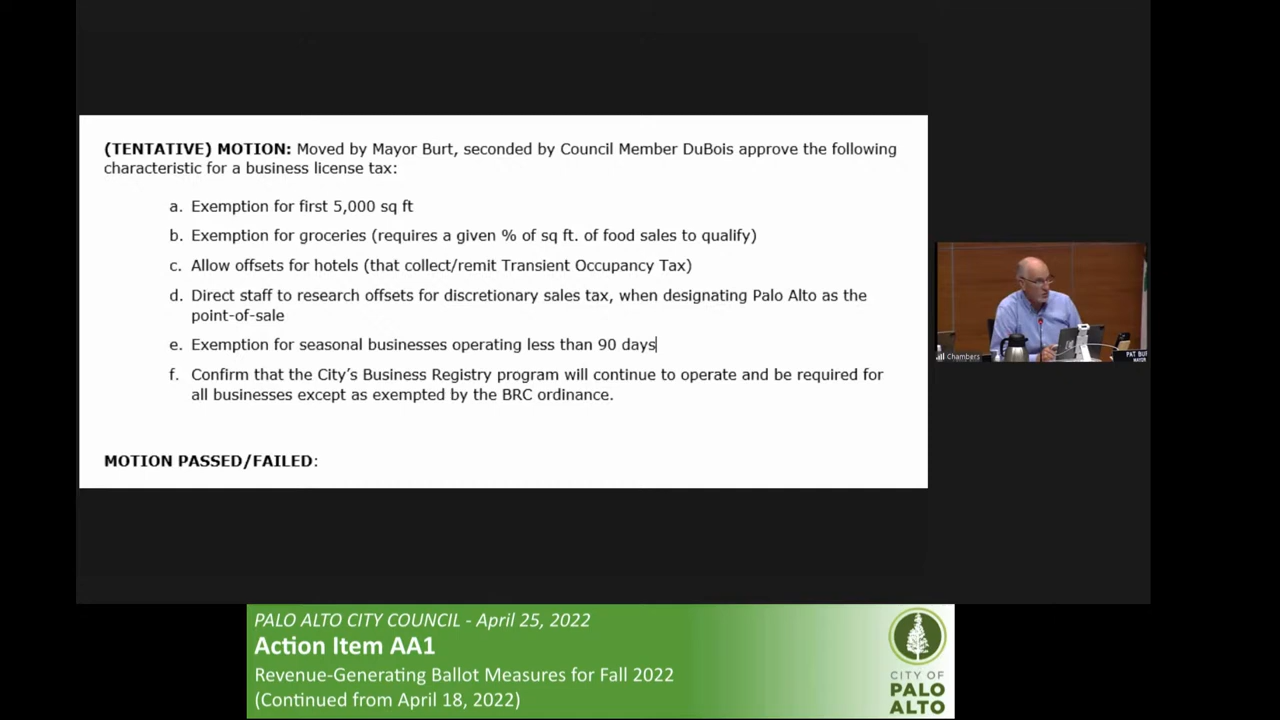 (TENTATIVE) MOTION: Moved by Mayor Burt, seconded by Council Member DuBois approve the following
characteristic for a business license tax:
a. Exemption for first 5,000 sq ft
b. Exemption for groceries (requires a given % of sq ft. of food sales to qualify)
c. Allow offsets for hotels (that collect/remit Transient Occupancy Tax)
d. Direct staff to research offsets for discretionary sales tax, when designating Palo Alto as the
point-of-sale
e. Exemption for seasonal businesses operating less than 90 days
f. Confirm that the City's Business Registry program will continue to operate and be required for
all businesses except as exempted by the BRC ordinance.
MOTION PASSED/FAILED:
Chambers
PAT
MAYOR
PALO ALTO CITY COUNCIL - April 25, 2022
Action Item AA1
Revenue-Generating Ballot Measures for Fall 2022
(Continued from April 18, 2022)
CITY OF
PALO
ALTO